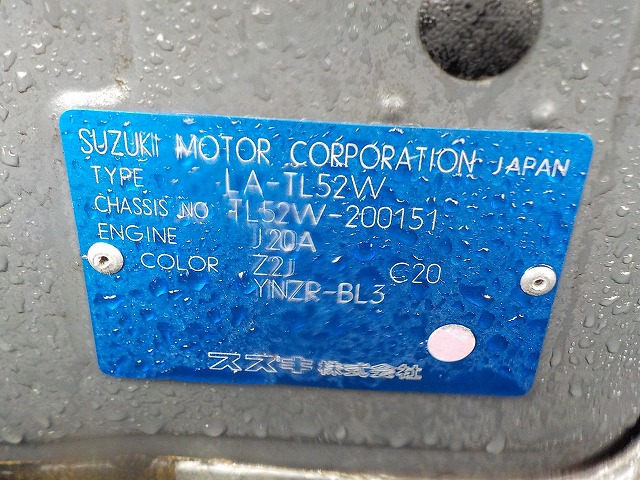 SUZUKI MOTOR CORPORATION JAPAN
TYPE LA-TL52W
CHASSIS NO TL52W-200151
ENGINE J20A
COLOR Z2J C20
YNZR-BL3
スズキ株式会社